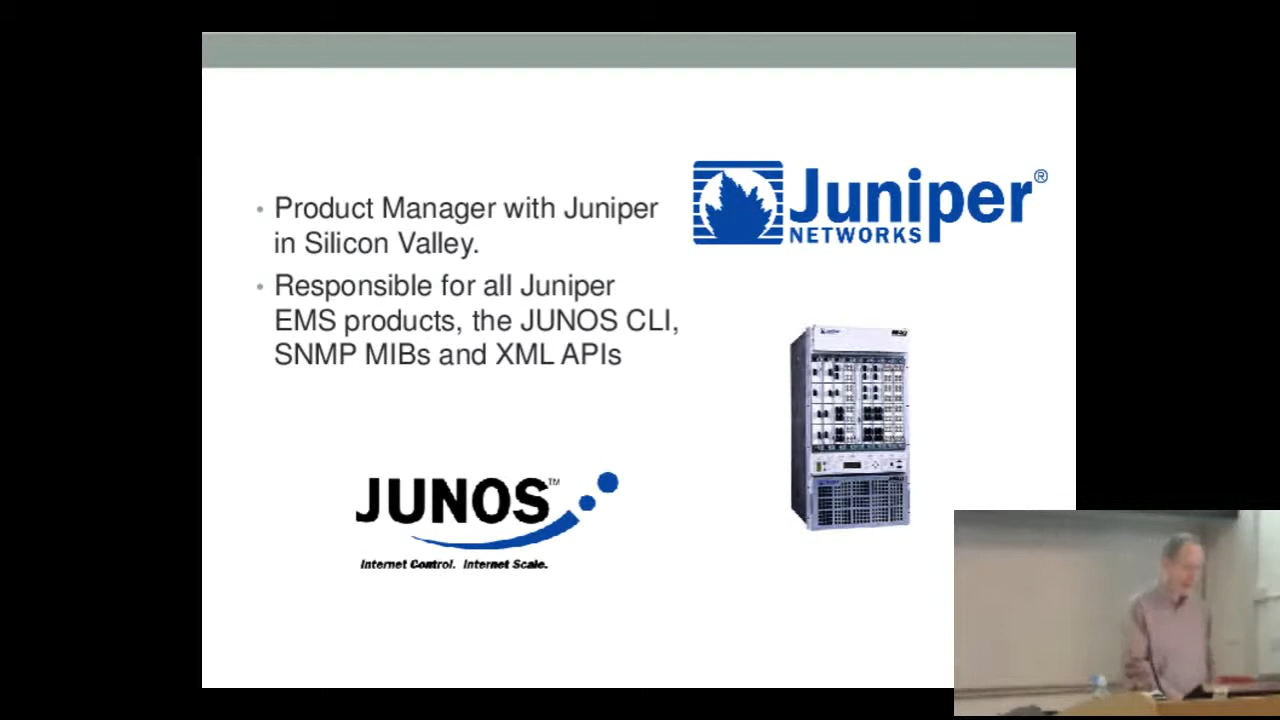 Product Manager with Juniper
in Silicon Valley.
Responsible for all Juniper
EMS products, the JUNOS CLI,
SNMP MIBs and XML APIs
Juniper®
NETWORKS
JUNOS™
Internet Control. Internet Scale.